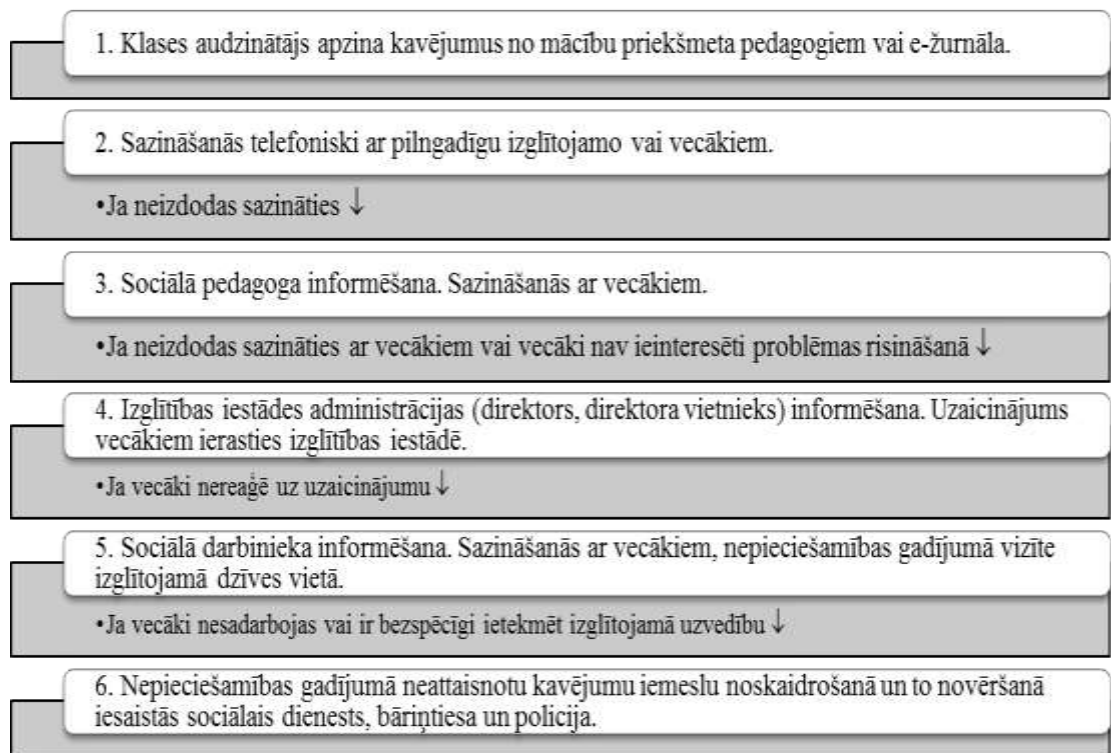 1. Klases audzinātājs apzina kavējumus no mācību priekšmeta pedagogiem vai e-žurnāla.
2. Sazināšanās telefoniski ar pilngadīgu izglītojamo vai vecākiem.
•Ja neizdodas sazināties ↓
3. Sociālā pedagoga informēšana. Sazināšanās ar vecākiem.
•Ja neizdodas sazināties ar vecākiem vai vecāki nav ieinteresēti problēmas risināšanā ↓
4. Izglītības iestādes administrācijas (direktors, direktora vietnieks) informēšana. Uzaicinājums
vecākiem ierasties izglītības iestādē.
•Ja vecāki nereaģē uz uzaicinājumu ↓
5. Sociālā darbinieka informēšana. Sazināšanās ar vecākiem, nepieciešamības gadījumā vizīte
izglītojamā dzīves vietā.
•Ja vecāki nesadarbojas vai ir bezspēcīgi ietekmēt izglītojamā uzvedību ↓
6. Nepieciešamības gadījumā neattaisnotu kavējumu iemeslu noskaidrošanā un to novēršanā
iesaistās sociālais dienests, bāriņtiesa un policija.